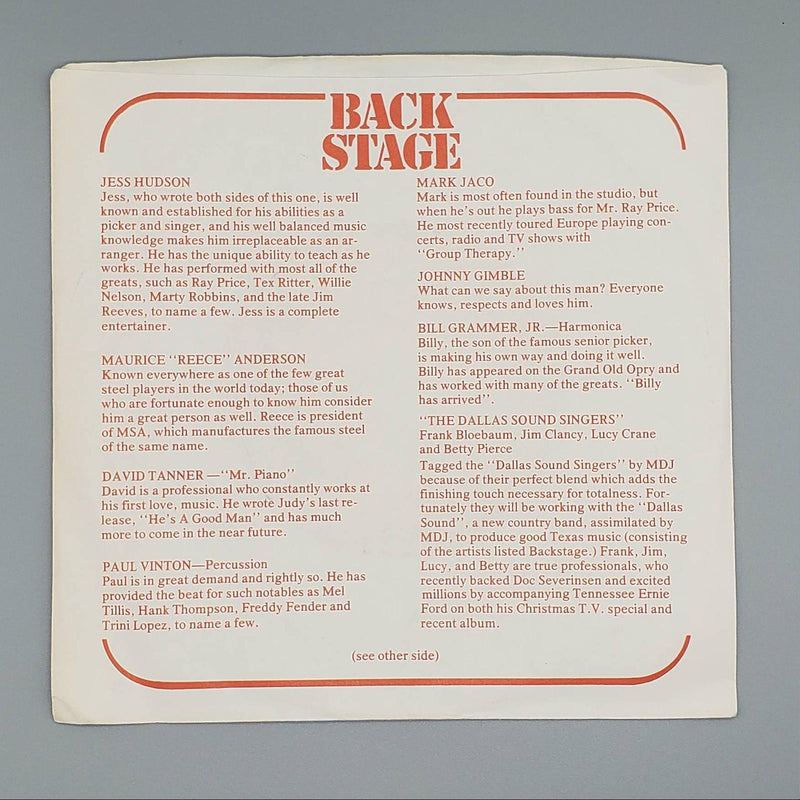 BACK
STAGE
JESS HUDSON
Jess, who wrote both sides of this one, is well
known and established for his abilities as a
picker and singer, and his well balanced music
knowledge makes him irreplaceable as an ar-
ranger. He has the unique ability to teach as he
works. He has performed with most all of the
greats, such as Ray Price, Tex Ritter, Willie
Nelson, Marty Robbins, and the late Jim
Reeves, to name a few. Jess is a complete
entertainer.
MAURICE ‘‘REECE’’ ANDERSON
Known everywhere as one of the few great
steel players in the world today; those of us
who are fortunate enough to know him consider
him a great person as well. Reece is president
of MSA, which manufactures the famous steel
of the same name.
DAVID TANNER—‘‘Mr. Piano’’
David is a professional who constantly works at
his first love, music. He wrote Judy's last re-
lease, ‘‘He's A Good Man’’ and has much
more to come in the near future.
PAUL VINTON—Percussion
Paul is in great demand and rightly so. He has
provided the beat for such notables as Mel
Tillis, Hank Thompson, Freddy Fender and
Trini Lopez, to name a few.
MARK JACO
Mark is most often found in the studio, but
when he's out he plays bass for Mr. Ray Price.
He most recently toured Europe playing con-
certs, radio and TV shows with
‘‘Group Therapy.’’
JOHNNY GIMBLE
What can we say about this man? Everyone
knows, respects and loves him.
BILL GRAMMER, JR.—Harmonica
Billy, the son of the famous senior picker,
is making his own way and doing it well.
Billy has appeared on the Grand Old Opry and
has worked with many of the greats. ‘‘Billy
has arrived’’.
‘‘THE DALLAS SOUND SINGERS’’
Frank Bloebaum, Jim Clancy, Lucy Crane
and Betty Pierce
Tagged the ‘‘Dallas Sound Singers’’ by MDJ
because of their perfect blend which adds the
finishing touch necessary for totalness. For-
tunately they will be working with the ‘‘Dallas
Sound’’, a new country band, assimilated by
MDJ, to produce good Texas music (consisting
of the artists listed Backstage.) Frank, Jim,
Lucy, and Betty are true professionals, who
recently backed Doc Severinsen and excited
millions by accompanying Tennessee Ernie
Ford on both his Christmas T.V. special and
recent album.
(see other side)